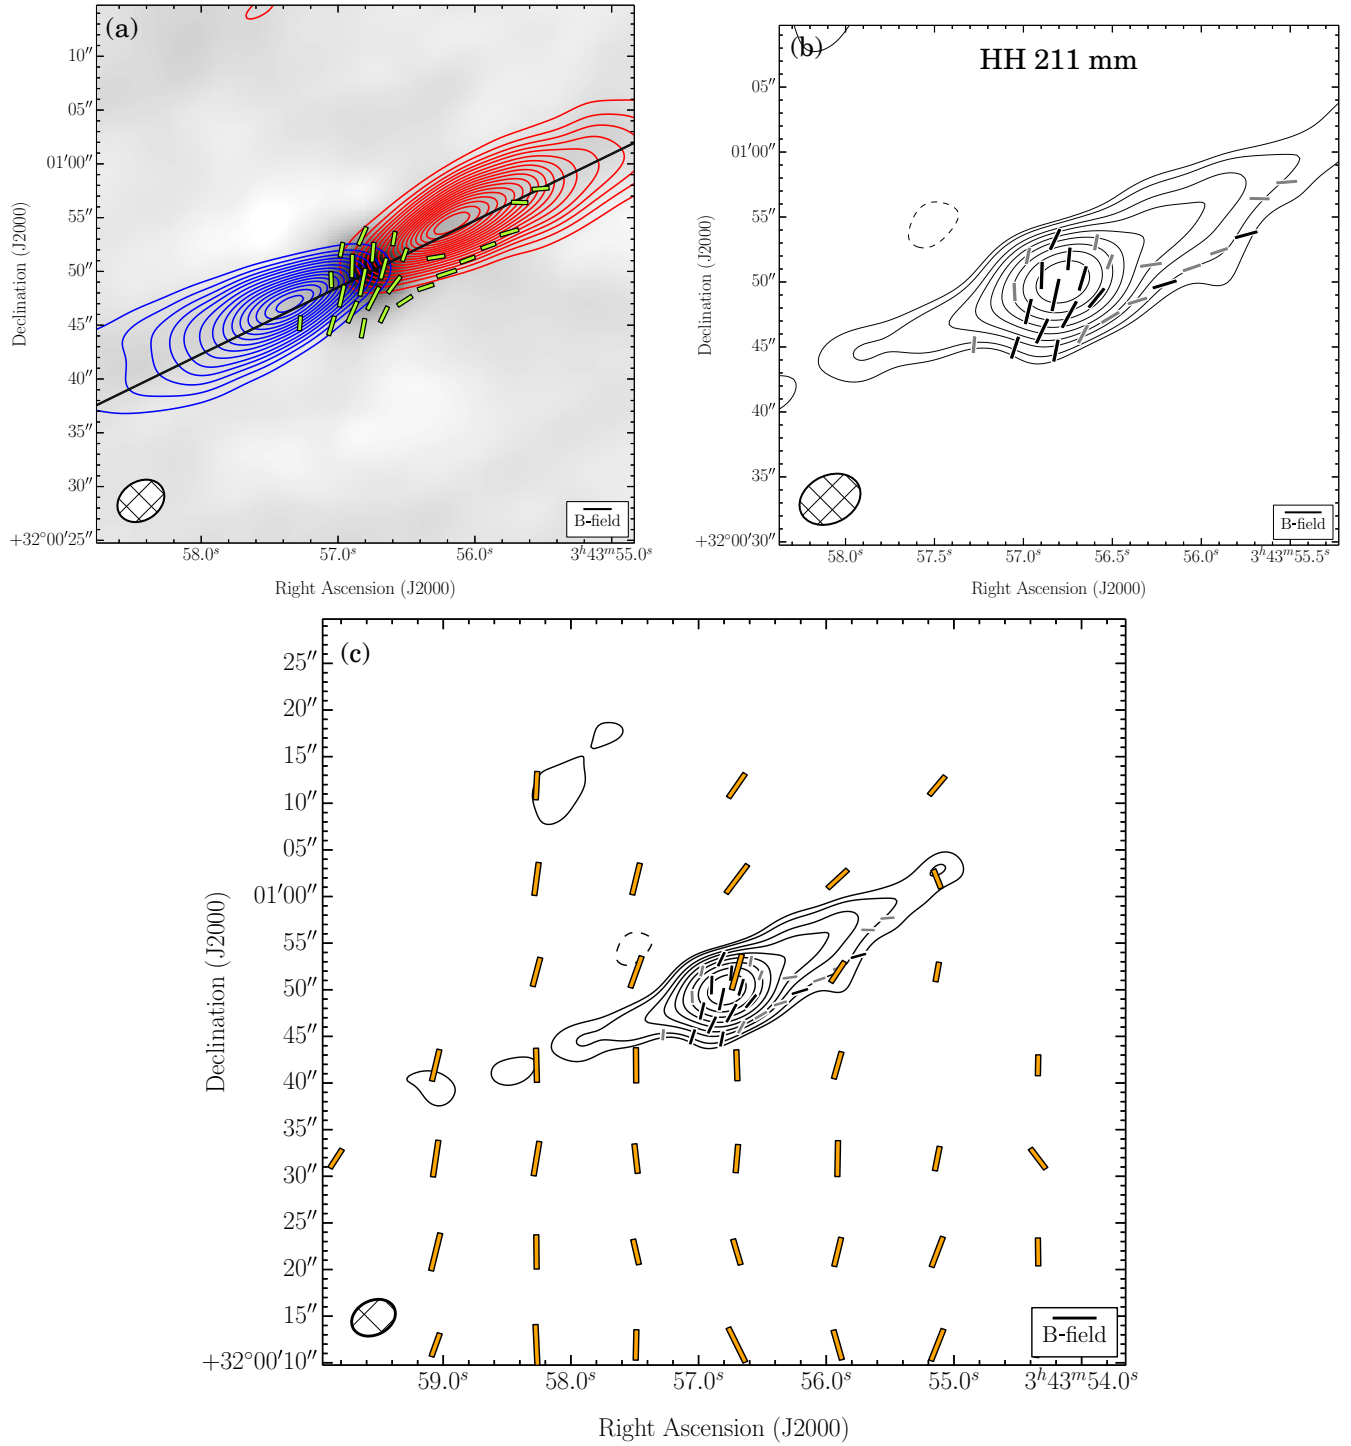 (a)
10″
05″
01′00″
55″
50″
45″
40″
35″
30″
+32°00′25″
Declination (J2000)
B-field
58.0ˢ 57.0ˢ 56.0ˢ 3ʰ43ᵐ55.0ˢ
Right Ascension (J2000)
(b)
HH 211 mm
05″
01′00″
55″
50″
45″
40″
35″
+32°00′30″
Declination (J2000)
B-field
58.0ˢ 57.5ˢ 57.0ˢ 56.5ˢ 56.0ˢ 3ʰ43ᵐ55.5ˢ
Right Ascension (J2000)
(c)
25″
20″
15″
10″
05″
01′00″
55″
50″
45″
40″
35″
30″
25″
20″
15″
+32°00′10″
Declination (J2000)
B-field
59.0ˢ 58.0ˢ 57.0ˢ 56.0ˢ 55.0ˢ 3ʰ43ᵐ54.0ˢ
Right Ascension (J2000)